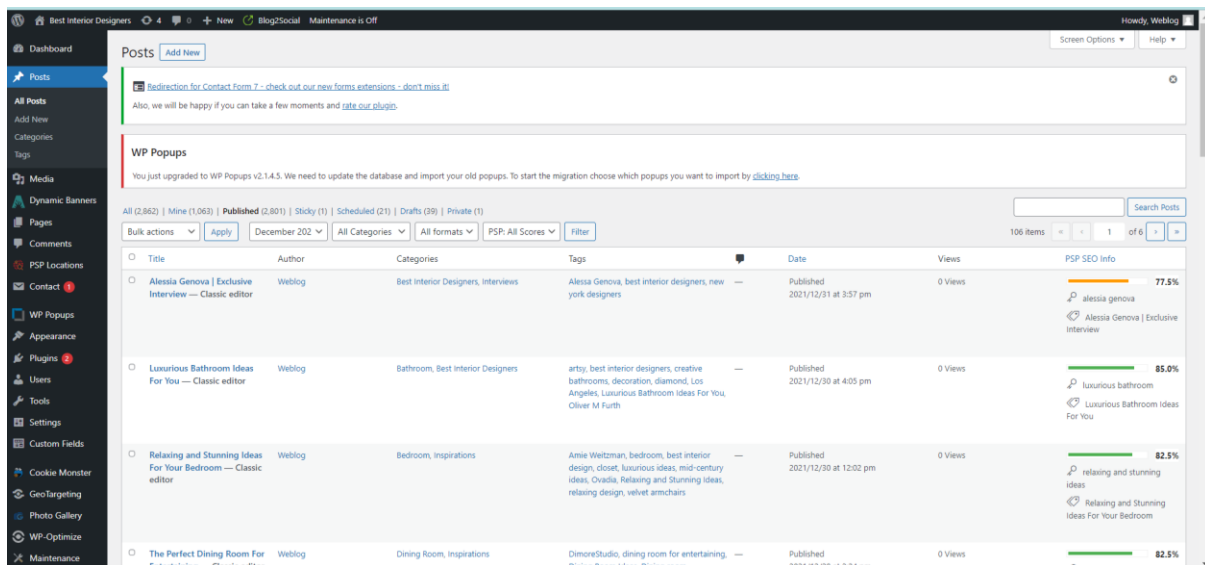 Best Interior Designers 4 0 + New Blog2Social Maintenance is Off Howdy, Weblog
Screen Options ▼ Help ▼
Dashboard
Posts
All Posts
Add New
Categories
Tags
Media
Dynamic Banners
Pages
Comments
PSP Locations
Contact 1
WP Popups
Appearance
Plugins 2
Users
Tools
Settings
Custom Fields
Cookie Monster
GeoTargeting
Photo Gallery
WP-Optimize
Maintenance
Posts Add New
Redirection for Contact Form 7 - check out our new forms extensions - don't miss it!
Also, we will be happy if you can take a few moments and rate our plugin.
WP Popups
You just upgraded to WP Popups v2.1.4.5. We need to update the database and import your old popups. To start the migration choose which popups you want to import by clicking here.
All (2,862) | Mine (1,063) | Published (2,801) | Sticky (1) | Scheduled (21) | Drafts (39) | Private (1)
Search Posts
Bulk actions Apply December 202 All Categories All formats PSP: All Scores Filter
106 items « ‹ 1 of 6 › »
Title Author Categories Tags Date Views PSP SEO Info
Alessia Genova | Exclusive
Interview — Classic editor
Weblog
Best Interior Designers, Interviews
Alessa Genova, best interior designers, new
york designers
—
Published
2021/12/31 at 3:57 pm
0 Views
77.5%
alessia genova
Alessia Genova | Exclusive
Interview
Luxurious Bathroom Ideas
For You — Classic editor
Weblog
Bathroom, Best Interior Designers
artsy, best interior designers, creative
bathrooms, decoration, diamond, Los
Angeles, Luxurious Bathroom Ideas For You,
Oliver M Furth
—
Published
2021/12/30 at 4:05 pm
0 Views
85.0%
luxurious bathroom
Luxurious Bathroom Ideas
For You
Relaxing and Stunning Ideas
For Your Bedroom — Classic
editor
Weblog
Bedroom, Inspirations
Amie Weitzman, bedroom, best interior
design, closet, luxurious ideas, mid-century
ideas, Ovadia, Relaxing and Stunning Ideas,
relaxing design, velvet armchairs
—
Published
2021/12/30 at 12:02 pm
0 Views
82.5%
relaxing and stunning
ideas
Relaxing and Stunning
Ideas For Your Bedroom
The Perfect Dining Room For
Weblog
Dining Room, Inspirations
DimoreStudio, dining room for entertaining,
—
Published
0 Views
82.5%